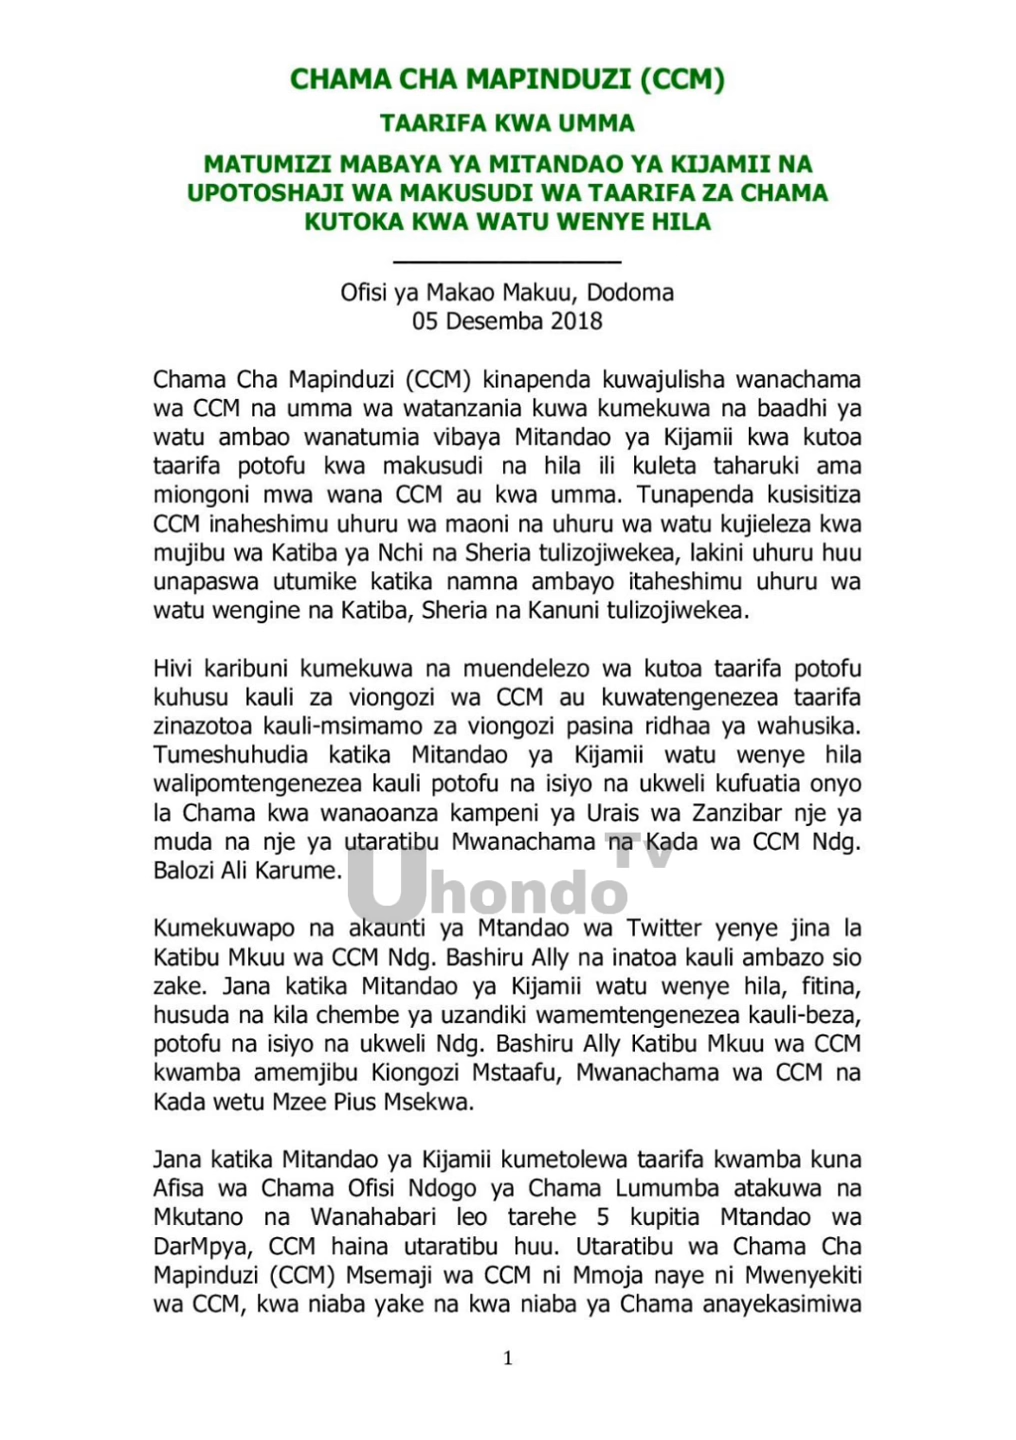 CHAMA CHA MAPINDUZI (CCM)
TAARIFA KWA UMMA
MATUMIZI MABAYA YA MITANDAO YA KIJAMII NA
UPOTOSHAJI WA MAKUSUDI WA TAARIFA ZA CHAMA
KUTOKA KWA WATU WENYE HILA
Ofisi ya Makao Makuu, Dodoma
05 Desemba 2018
Chama Cha Mapinduzi (CCM) kinapenda kuwajulisha wanachama
wa CCM na umma wa watanzania kuwa kumekuwa na baadhi ya
watu ambao wanatumia vibaya Mitandao ya Kijamii kwa kutoa
taarifa potofu kwa makusudi na hila ili kuleta taharuki ama
miongoni mwa wana CCM au kwa umma. Tunapenda kusisitiza
CCM inaheshimu uhuru wa maoni na uhuru wa watu kujieleza kwa
mujibu wa Katiba ya Nchi na Sheria tulizojiwekea, lakini uhuru huu
unapaswa utumike katika namna ambayo itaheshimu uhuru wa
watu wengine na Katiba, Sheria na Kanuni tulizojiwekea.
Hivi karibuni kumekuwa na muendelezo wa kutoa taarifa potofu
kuhusu kauli za viongozi wa CCM au kuwatengenezea taarifa
zinazotoa kauli-msimamo za viongozi pasina ridhaa ya wahusika.
Tumeshuhudia katika Mitandao ya Kijamii watu wenye hila
walipomtengenezea kauli potofu na isiyo na ukweli kufuatia onyo
la Chama kwa wanaoanza kampeni ya Urais wa Zanzibar nje ya
muda na nje ya utaratibu Mwanachama na Kada wa CCM Ndg.
Balozi Ali Karume.
Uhondo Tv
Kumekuwapo na akaunti ya Mtandao wa Twitter yenye jina la
Katibu Mkuu wa CCM Ndg. Bashiru Ally na inatoa kauli ambazo sio
zake. Jana katika Mitandao ya Kijamii watu wenye hila, fitina,
husuda na kila chembe ya uzandiki wamemtengenezea kauli-beza,
potofu na isiyo na ukweli Ndg. Bashiru Ally Katibu Mkuu wa CCM
kwamba amemjibu Kiongozi Mstaafu, Mwanachama wa CCM na
Kada wetu Mzee Pius Msekwa.
Jana katika Mitandao ya Kijamii kumetolewa taarifa kwamba kuna
Afisa wa Chama Ofisi Ndogo ya Chama Lumumba atakuwa na
Mkutano na Wanahabari leo tarehe 5 kupitia Mtandao wa
DarMpya, CCM haina utaratibu huu. Utaratibu wa Chama Cha
Mapinduzi (CCM) Msemaji wa CCM ni Mmoja naye ni Mwenyekiti
wa CCM, kwa niaba yake na kwa niaba ya Chama anayekasimiwa
1